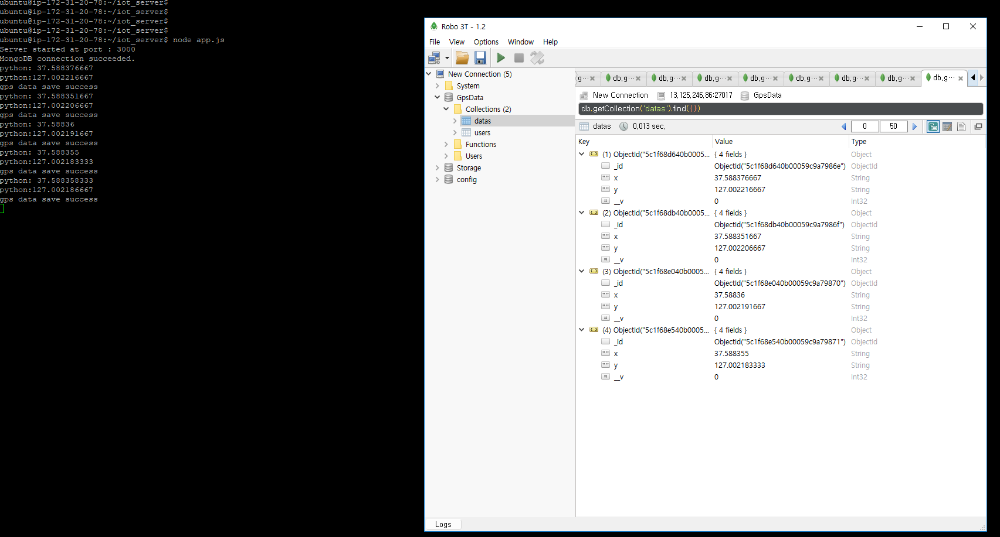 ubuntu@ip-172-31-20-78:~/iot_server$
ubuntu@ip-172-31-20-78:~/iot_server$
ubuntu@ip-172-31-20-78:~/iot_server$
ubuntu@ip-172-31-20-78:~/iot_server$
ubuntu@ip-172-31-20-78:~/iot_server$ node app.js
Server started at port : 3000
MongoDB connection succeeded.
python: 37.588376667
python:127.002216667
gps data save success
python: 37.588351667
python:127.002206667
gps data save success
python: 37.58836
python:127.002191667
gps data save success
python: 37.588355
python:127.002183333
gps data save success
python: 37.588358333
python:127.002186667
gps data save success
Robo 3T - 1.2
File View Options Window Help
New Connection (5)
System
GpsData
Collections (2)
datas
users
Functions
Users
Storage
config
g··· db.g··· db.g··· db.g··· db.g··· db.g··· db.g··· db.g··· db.g···
New Connection 13.125.246.86:27017 GpsData
db.getCollection('datas').find({})
datas 0.013 sec. 0 50
Key Value Type
(1) ObjectId("5c1f68d640b0005... { 4 fields } Object
_id ObjectId("5c1f68d640b00059c9a7986e") ObjectId
x 37.588376667 String
y 127.002216667 String
__v 0 Int32
(2) ObjectId("5c1f68db40b0005... { 4 fields } Object
_id ObjectId("5c1f68db40b00059c9a7986f") ObjectId
x 37.588351667 String
y 127.002206667 String
__v 0 Int32
(3) ObjectId("5c1f68e040b0005... { 4 fields } Object
_id ObjectId("5c1f68e040b00059c9a79870") ObjectId
x 37.58836 String
y 127.002191667 String
__v 0 Int32
(4) ObjectId("5c1f68e540b0005... { 4 fields } Object
_id ObjectId("5c1f68e540b00059c9a79871") ObjectId
x 37.588355 String
y 127.002183333 String
__v 0 Int32
Logs